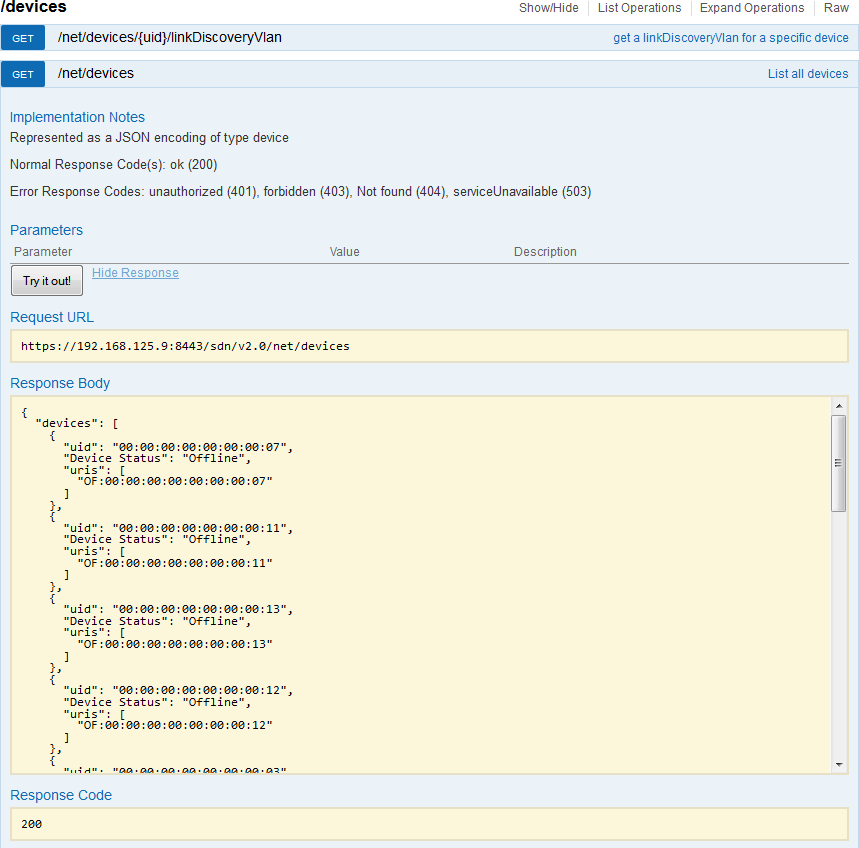 /devices
Show/Hide List Operations Expand Operations Raw
GET /net/devices/{uid}/linkDiscoveryVlan get a linkDiscoveryVlan for a specific device
GET /net/devices List all devices
Implementation Notes
Represented as a JSON encoding of type device
Normal Response Code(s): ok (200)
Error Response Codes: unauthorized (401), forbidden (403), Not found (404), serviceUnavailable (503)
Parameters
Parameter Value Description
Try it out! Hide Response
Request URL
https://192.168.125.9:8443/sdn/v2.0/net/devices
Response Body
{
"devices": [
{
"uid": "00:00:00:00:00:00:00:07",
"Device Status": "Offline",
"uris": [
"OF:00:00:00:00:00:00:00:07"
]
},
{
"uid": "00:00:00:00:00:00:00:11",
"Device Status": "Offline",
"uris": [
"OF:00:00:00:00:00:00:00:11"
]
},
{
"uid": "00:00:00:00:00:00:00:13",
"Device Status": "Offline",
"uris": [
"OF:00:00:00:00:00:00:00:13"
]
},
{
"uid": "00:00:00:00:00:00:00:12",
"Device Status": "Offline",
"uris": [
"OF:00:00:00:00:00:00:00:12"
]
},
{
"uid": "00:00:00:00:00:00:00:03"
Response Code
200